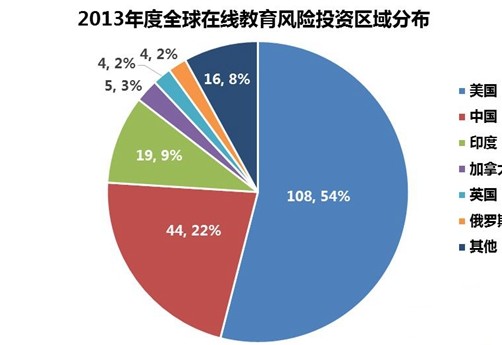 2013年度全球在线教育风险投资区域分布
4, 2%
4, 2%
5, 3%
16, 8%
19, 9%
108, 54%
44, 22%
美国
中国
印度
加拿
英国
俄罗
其他